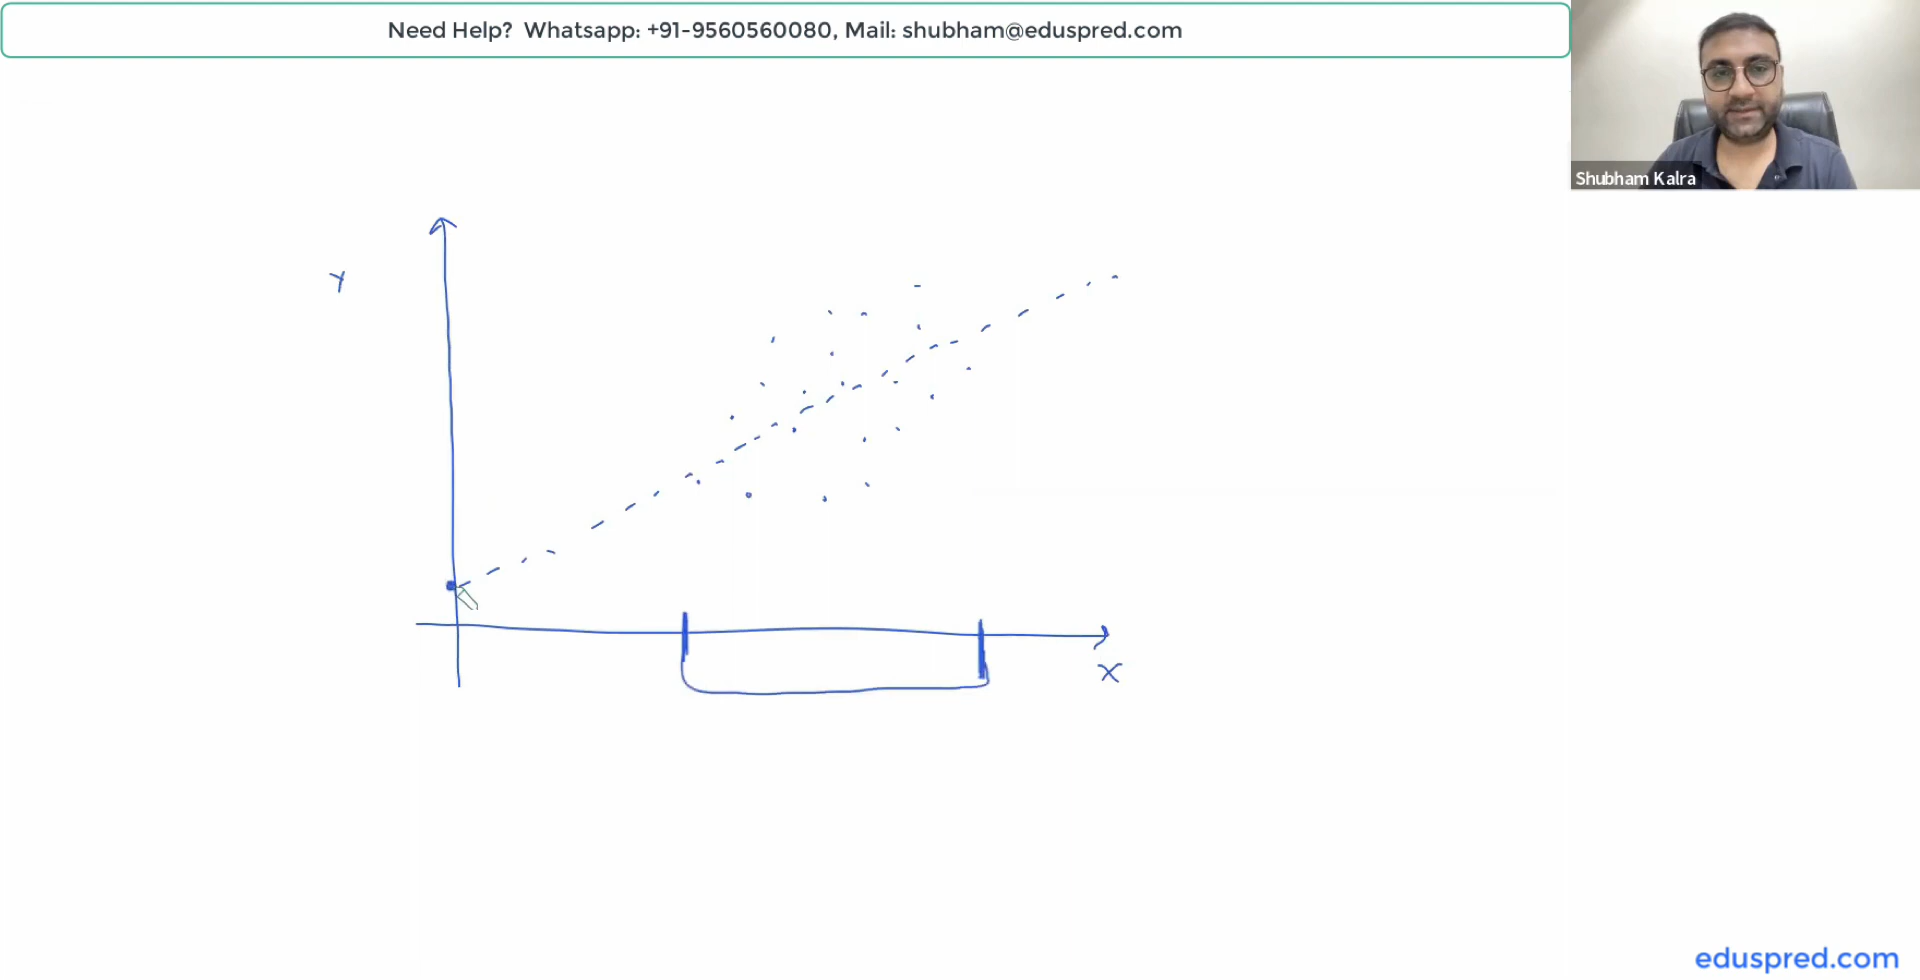 Need Help? Whatsapp: +91-9560560080, Mail: shubham@eduspred.com
Shubham Kalra
Y
X
eduspred.com